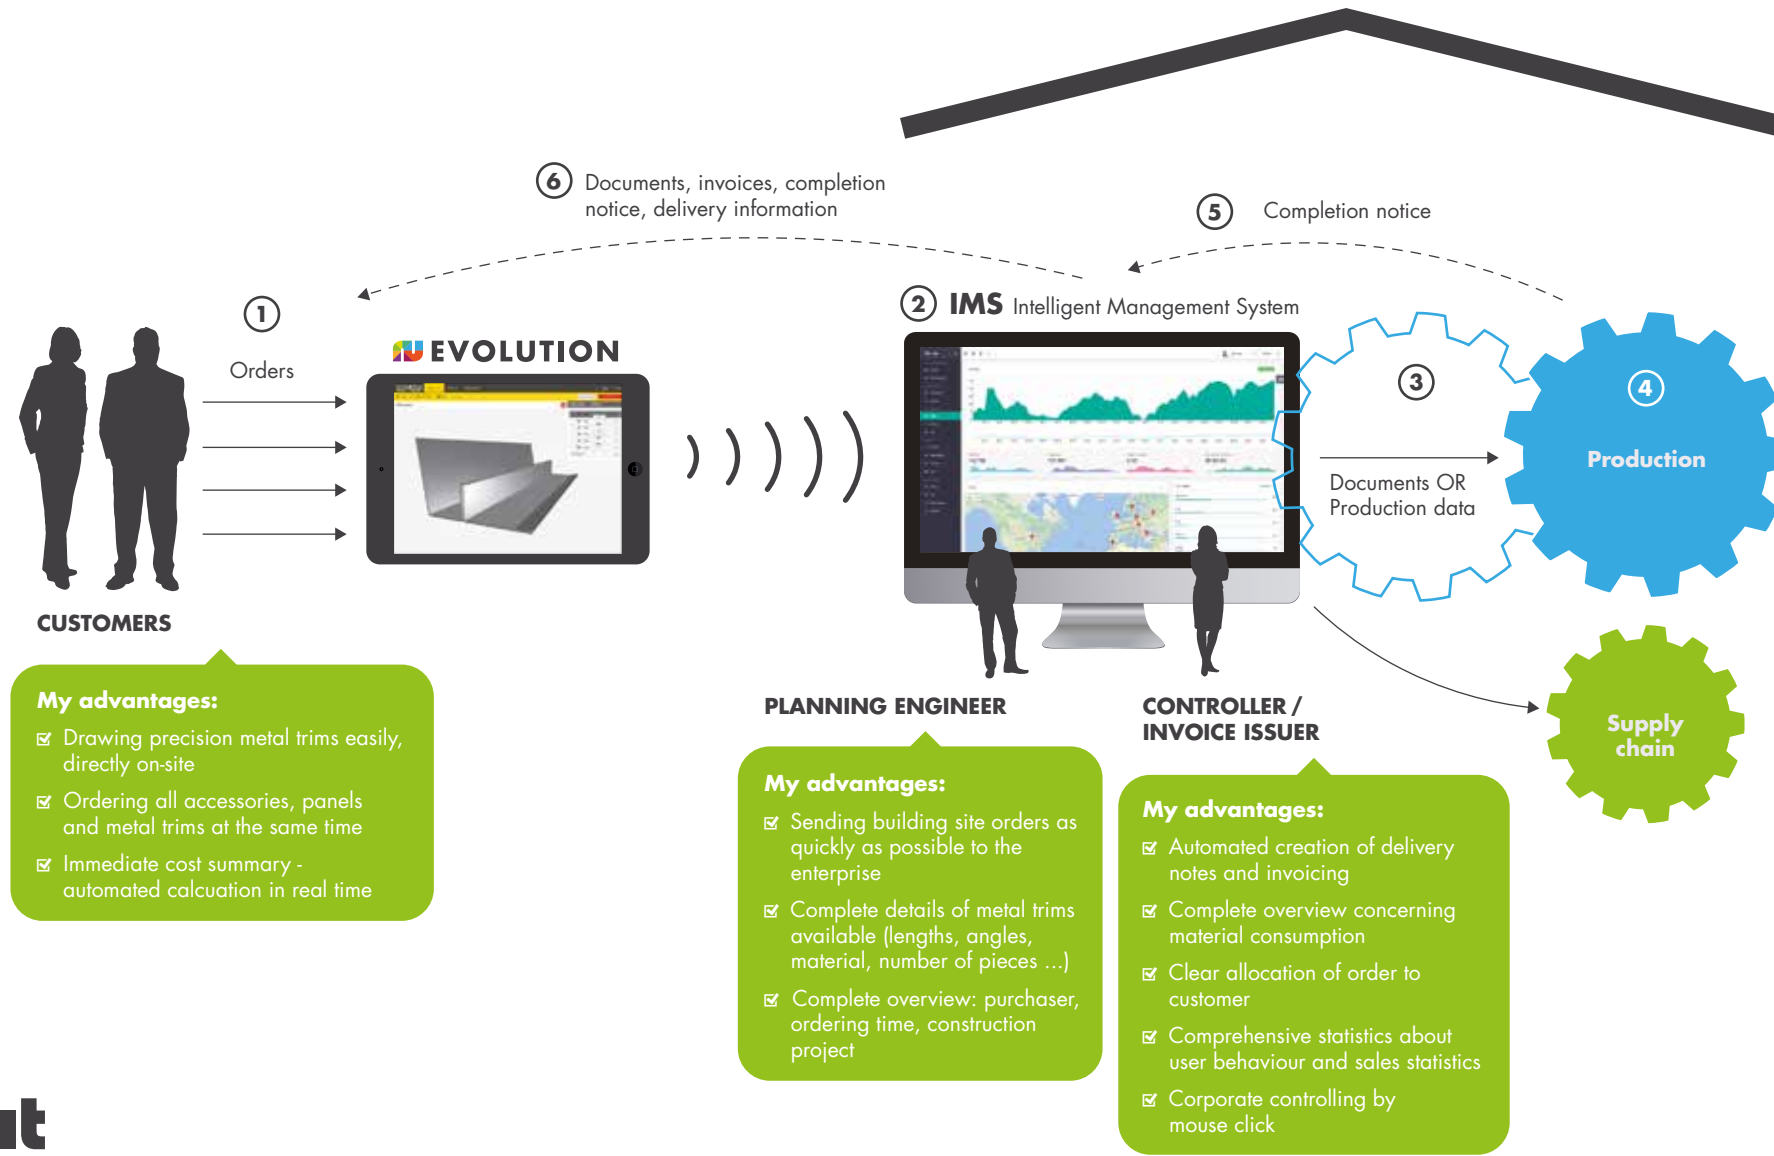 6 Documents, invoices, completion
notice, delivery information
5 Completion notice
1
Orders
EVOLUTION
2 IMS Intelligent Management System
3
Documents OR
Production data
4
Production
Supply
chain
CUSTOMERS
My advantages:
Drawing precision metal trims easily,
directly on-site
Ordering all accessories, panels
and metal trims at the same time
Immediate cost summary -
automated calcuation in real time
PLANNING ENGINEER
My advantages:
Sending building site orders as
quickly as possible to the
enterprise
Complete details of metal trims
available (lengths, angles,
material, number of pieces ...)
Complete overview: purchaser,
ordering time, construction
project
CONTROLLER /
INVOICE ISSUER
My advantages:
Automated creation of delivery
notes and invoicing
Complete overview concerning
material consumption
Clear allocation of order to
customer
Comprehensive statistics about
user behaviour and sales statistics
Corporate controlling by
mouse click
it